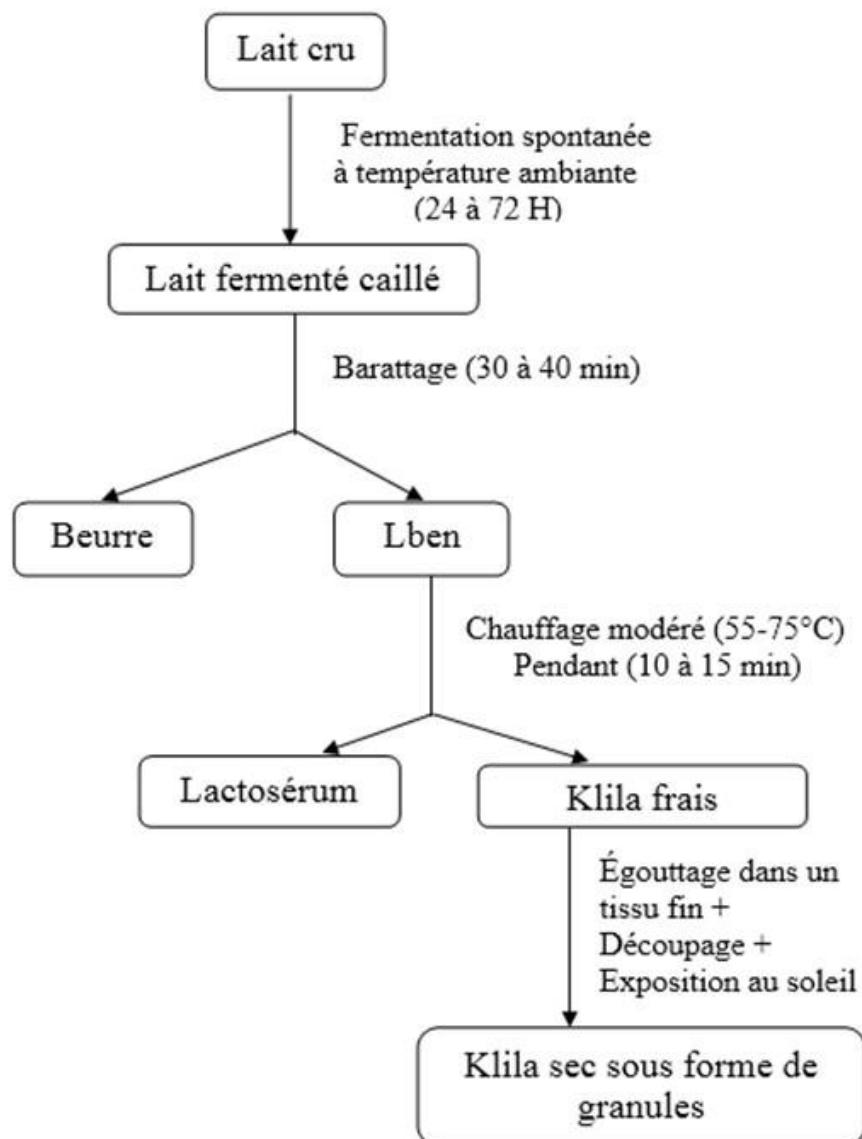 Lait cru
Fermentation spontanée
à température ambiante
(24 à 72 H)
Lait fermenté caillé
Barattage (30 à 40 min)
Beurre
Lben
Chauffage modéré (55-75°C)
Pendant (10 à 15 min)
Lactosérum
Klila frais
Égouttage dans un
tissu fin +
Découpage +
Exposition au soleil
Klila sec sous forme de
granules